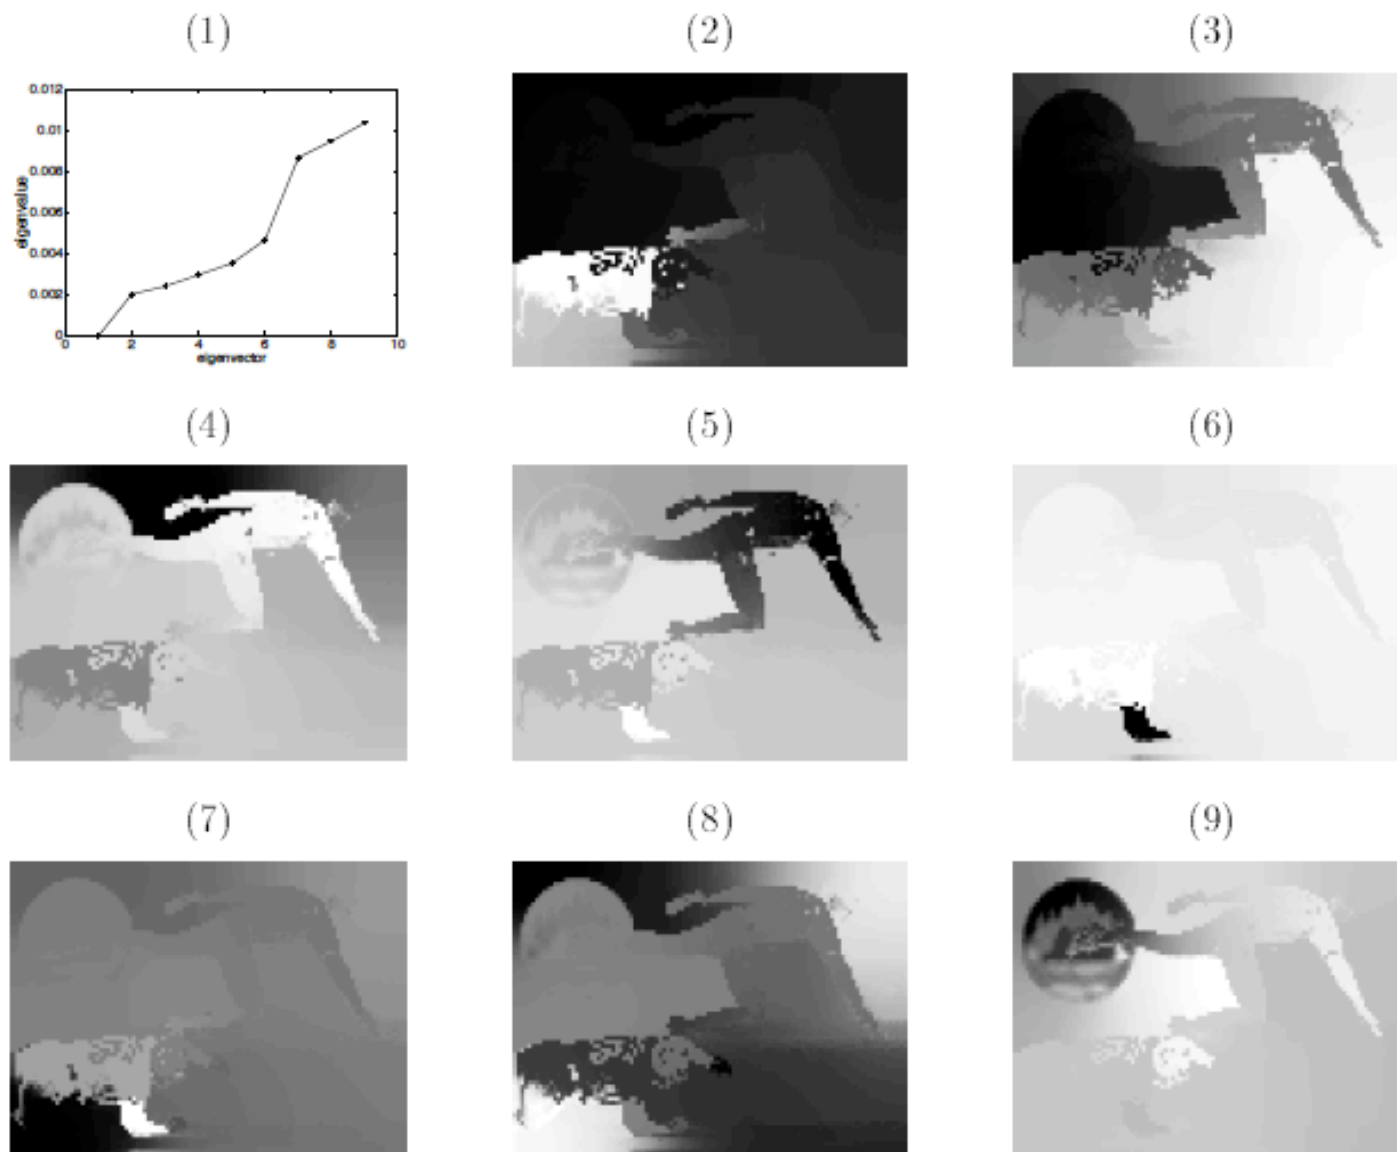 (1) (2) (3)
0.012
0.01
0.008
0.006
0.004
0.002
0
eigenvalue
0 2 4 6 8 10
eigenvector
(4) (5) (6)
(7) (8) (9)